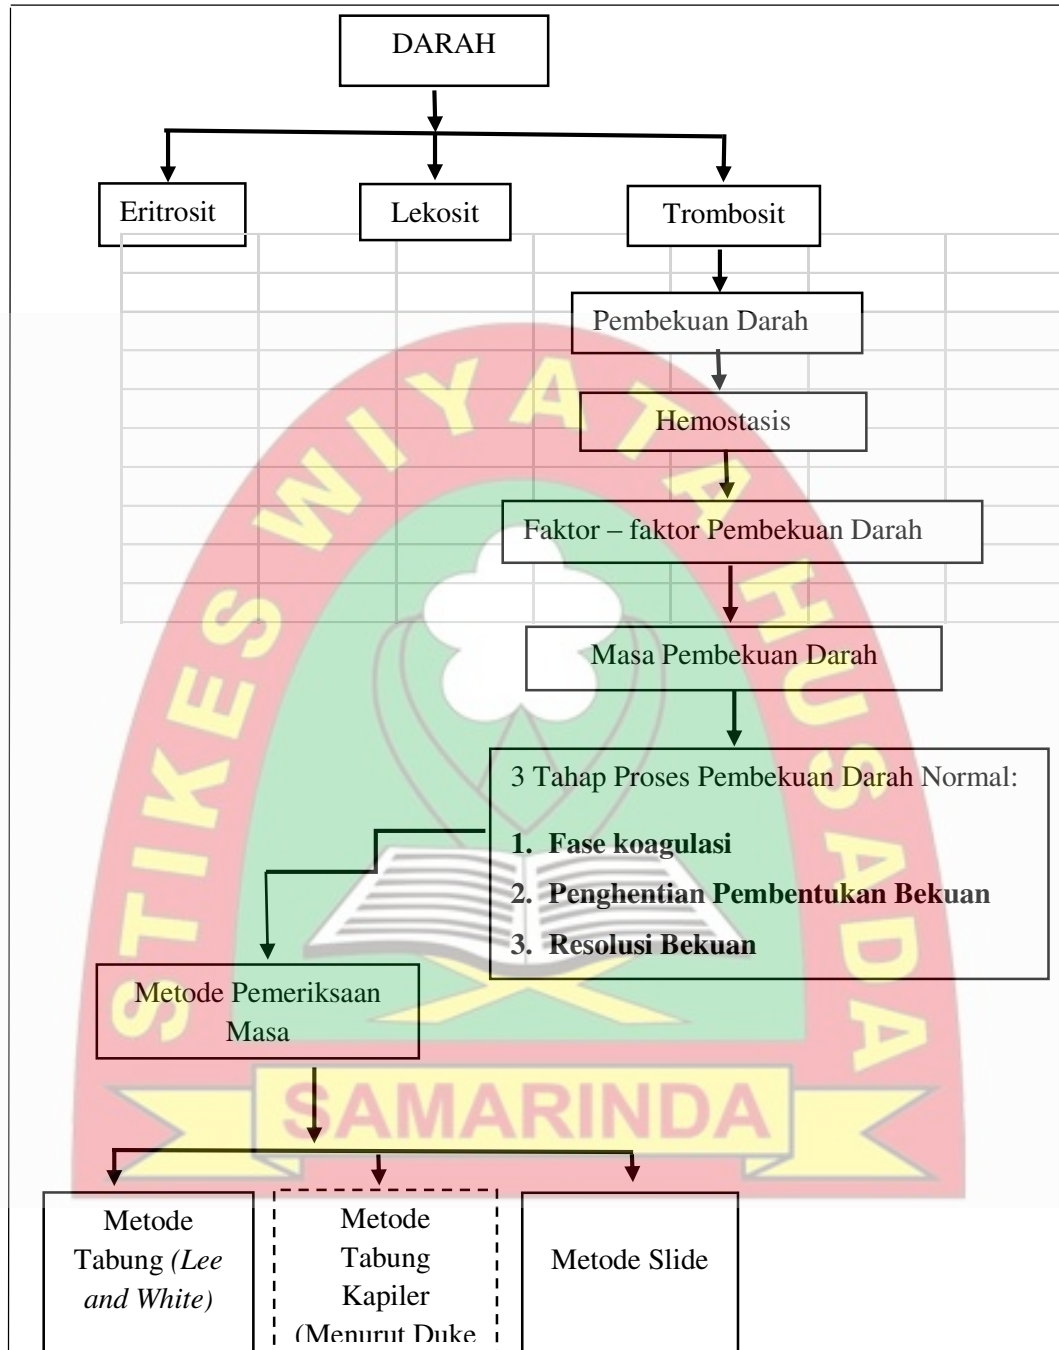 DARAH
Eritrosit
Lekosit
Trombosit
Pembekuan Darah
Hemostasis
Faktor – faktor Pembekuan Darah
Masa Pembekuan Darah
3 Tahap Proses Pembekuan Darah Normal:
1. Fase koagulasi
2. Penghentian Pembentukan Bekuan
3. Resolusi Bekuan
Metode Pemeriksaan
Masa
Metode
Tabung (Lee
and White)
Metode
Tabung
Kapiler
(Menurut Duke
Metode Slide
STIKES WIYATA HUSADA
SAMARINDA